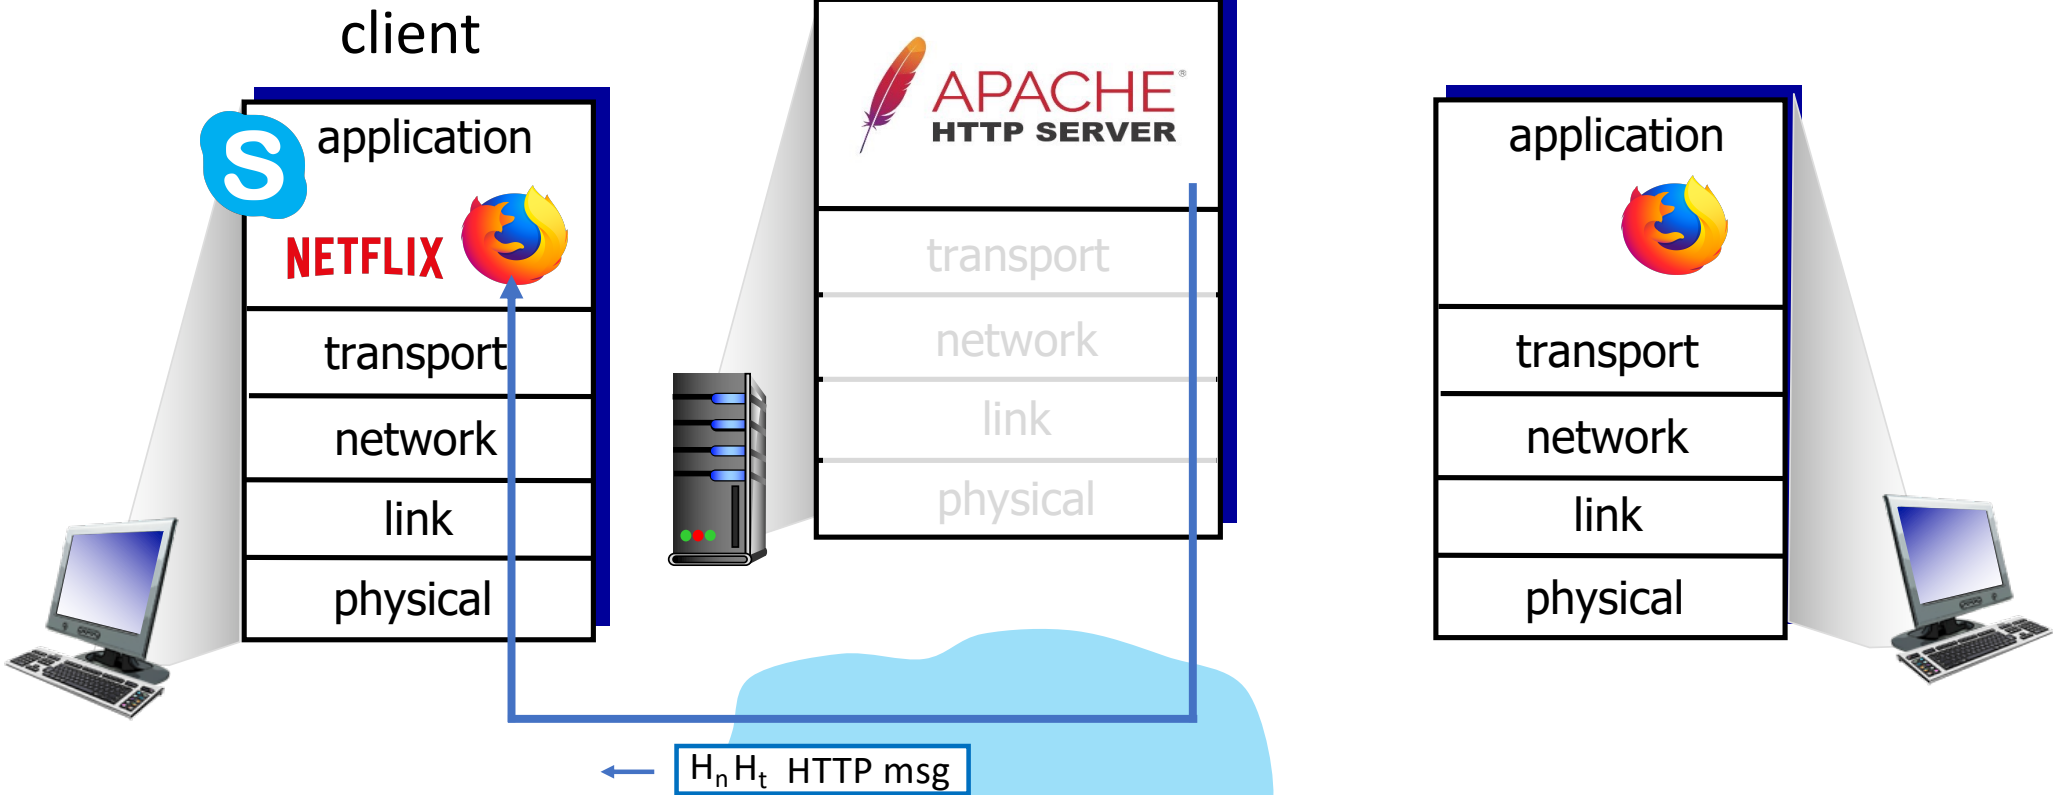 client
application
NETFLIX
transport
network
link
physical
APACHE®
HTTP SERVER
transport
network
link
physical
HnHt HTTP msg
application
transport
network
link
physical